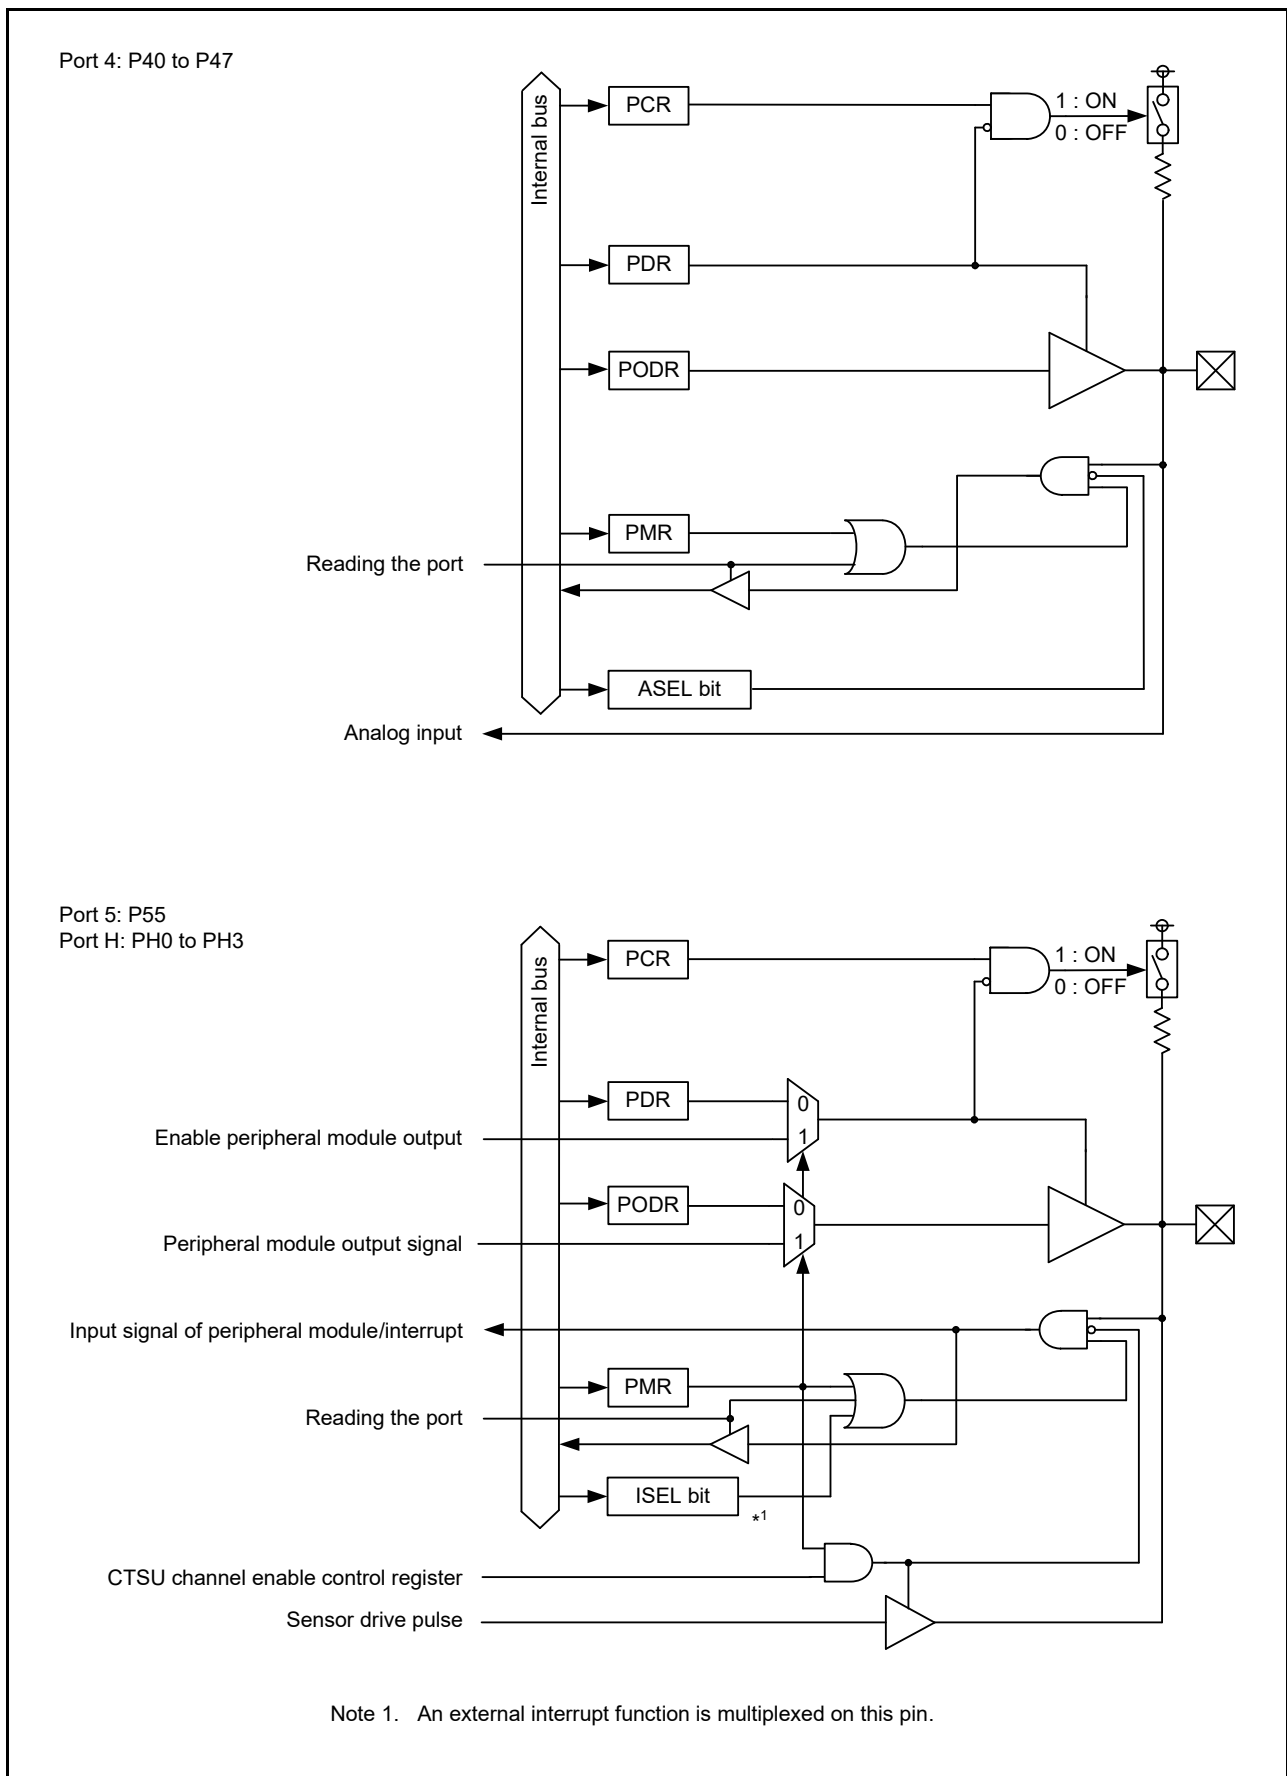 Port 4: P40 to P47
Internal bus
PCR
1 : ON
0 : OFF
PDR
PODR
PMR
Reading the port
ASEL bit
Analog input
Port 5: P55
Port H: PH0 to PH3
Internal bus
PCR
1 : ON
0 : OFF
PDR
0
Enable peripheral module output
1
PODR
0
Peripheral module output signal
1
Input signal of peripheral module/interrupt
PMR
Reading the port
ISEL bit
*1
CTSU channel enable control register
Sensor drive pulse
Note 1. An external interrupt function is multiplexed on this pin.